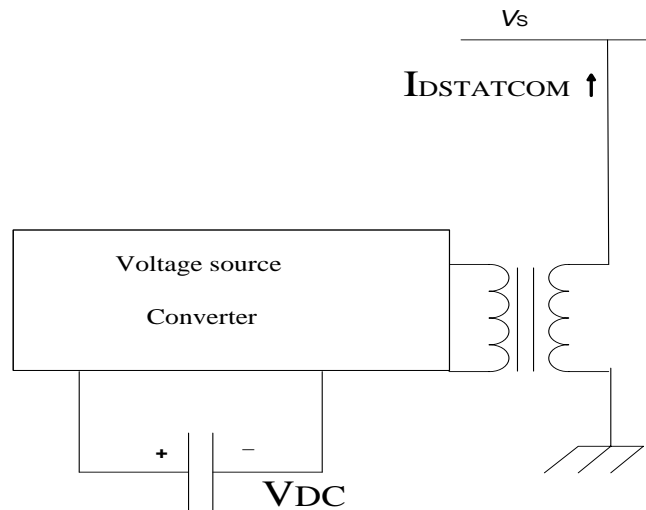 VS
IDSTATCOM
Voltage source
Converter
+ −
VDC